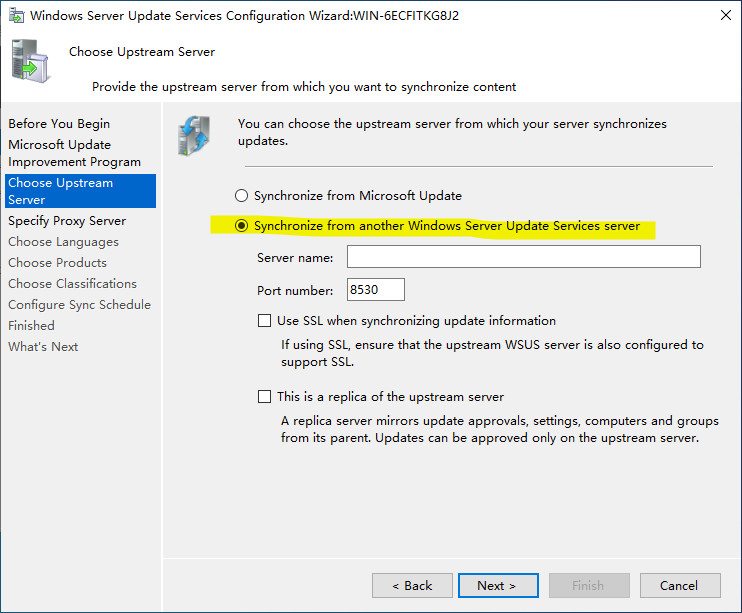 Windows Server Update Services Configuration Wizard:WIN-6ECFITKG8J2
Choose Upstream Server
Provide the upstream server from which you want to synchronize content
Before You Begin
Microsoft Update
Improvement Program
Choose Upstream
Server
Specify Proxy Server
Choose Languages
Choose Products
Choose Classifications
Configure Sync Schedule
Finished
What's Next
You can choose the upstream server from which your server synchronizes
updates.
Synchronize from Microsoft Update
Synchronize from another Windows Server Update Services server
Server name:
Port number: 8530
Use SSL when synchronizing update information
If using SSL, ensure that the upstream WSUS server is also configured to
support SSL.
This is a replica of the upstream server
A replica server mirrors update approvals, settings, computers and groups
from its parent. Updates can be approved only on the upstream server.
< Back Next > Finish Cancel